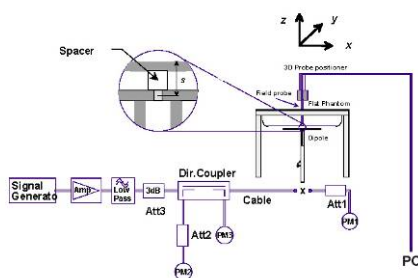 z
y
x
Spacer
s
3D Probe positioner
Field probe
Flat Phantom
Dipole
Dir.Coupler
Signal
Generato
Amp
Low
Pass
3dB
Cable
x
Att1
Att3
PM1
Att2
PM3
PM2
PC